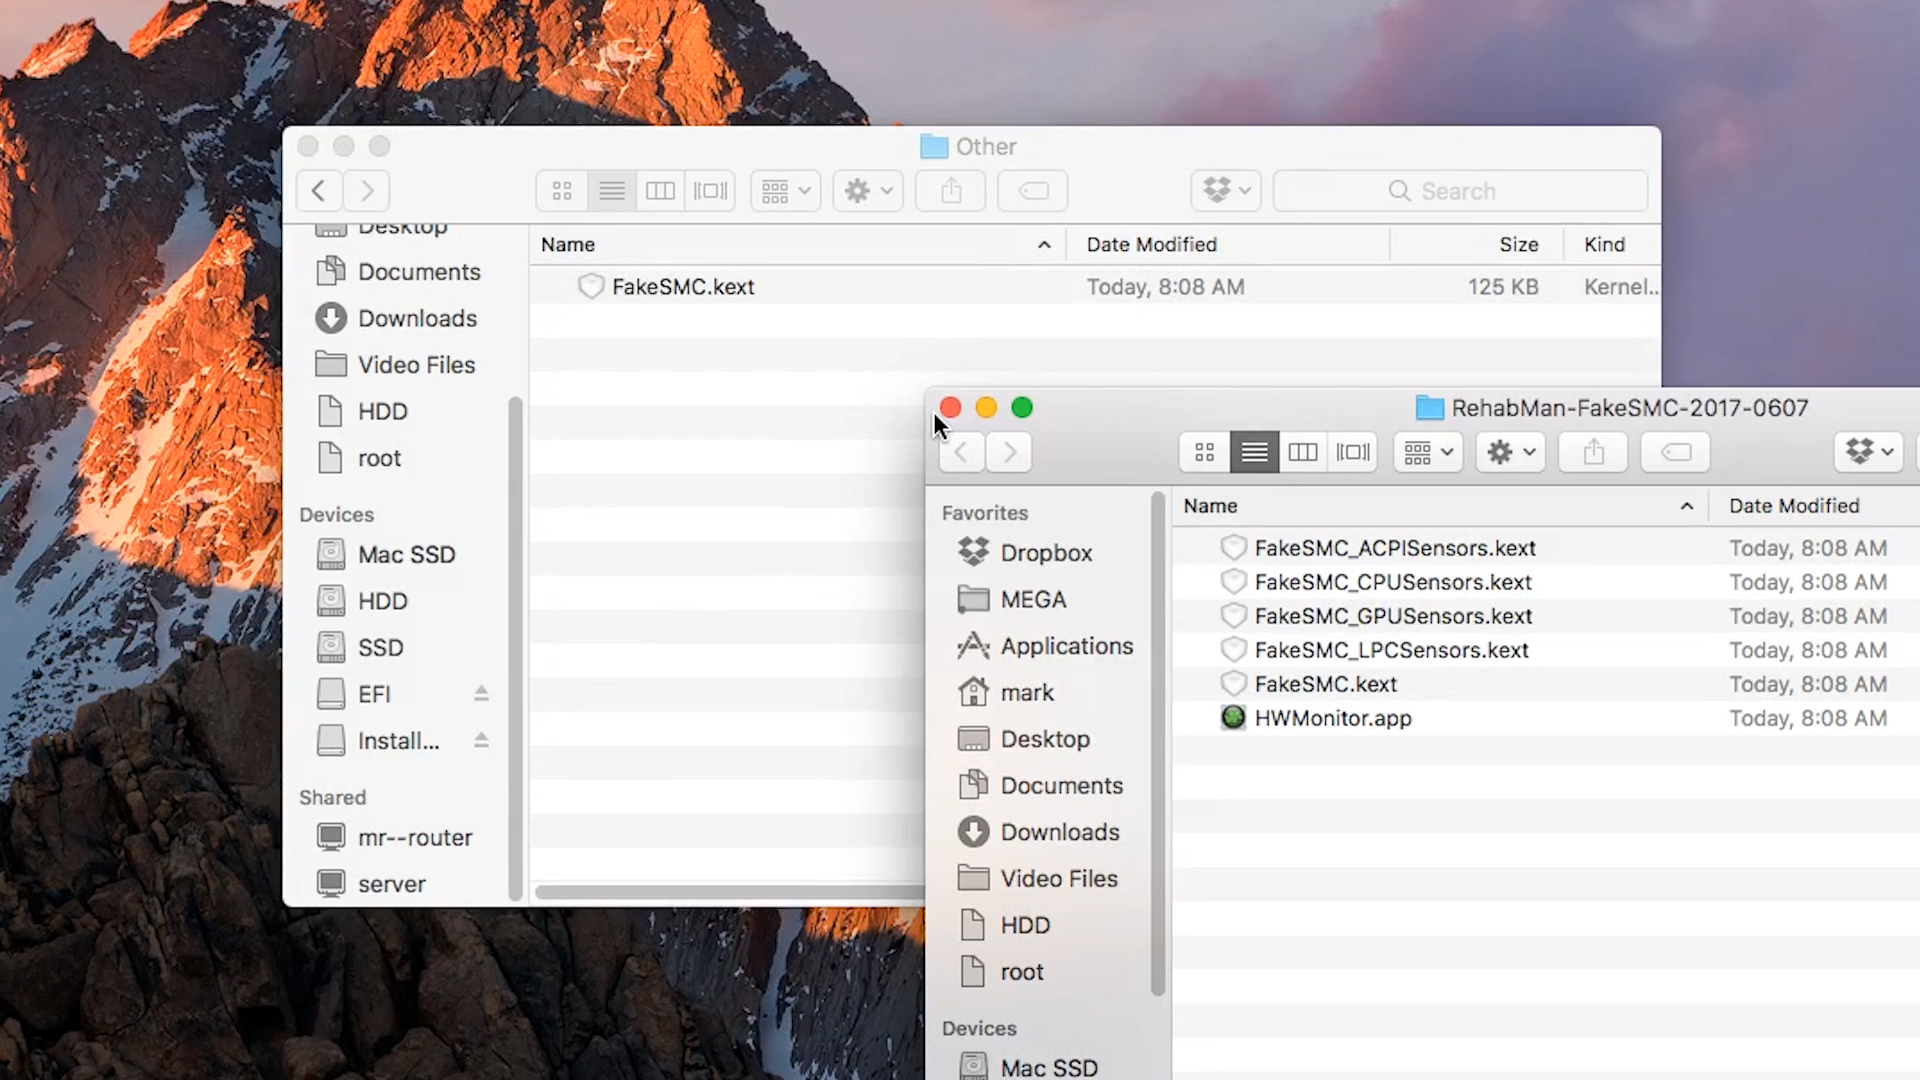 Other
Search
Desktop
Documents
Downloads
Video Files
HDD
root
Devices
Mac SSD
HDD
SSD
EFI
Install...
Shared
mr--router
server
Name Date Modified Size Kind
FakeSMC.kext Today, 8:08 AM 125 KB Kernel...
RehabMan-FakeSMC-2017-0607
Favorites
Dropbox
MEGA
Applications
mark
Desktop
Documents
Downloads
Video Files
HDD
root
Devices
Mac SSD
Name Date Modified
FakeSMC_ACPISensors.kext Today, 8:08 AM
FakeSMC_CPUSensors.kext Today, 8:08 AM
FakeSMC_GPUSensors.kext Today, 8:08 AM
FakeSMC_LPCSensors.kext Today, 8:08 AM
FakeSMC.kext Today, 8:08 AM
HWMonitor.app Today, 8:08 AM